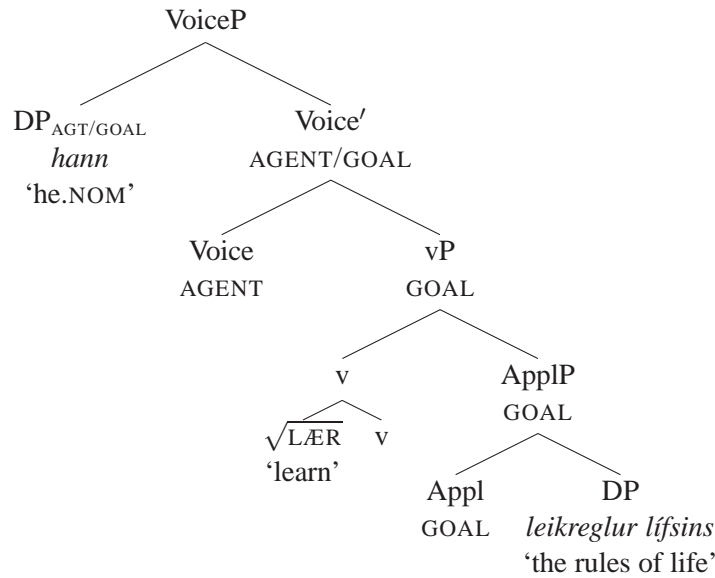 VoiceP
DP_AGT/GOAL Voice′
hann AGENT/GOAL
‘he.NOM’
Voice vP
AGENT GOAL
v ApplP
GOAL
√LÆR v
‘learn’
Appl DP
GOAL leikreglur lífsins
‘the rules of life’